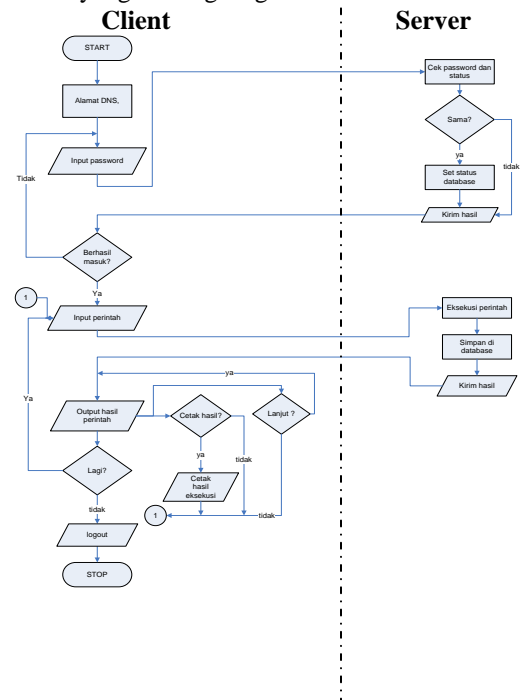 Client
Server
START
Alamat DNS,
Input password
Tidak
Berhasil
masuk?
Ya
1
Input perintah
Ya
Output hasil
perintah
Lagi?
tidak
logout
STOP
Cetak hasil?
ya
tidak
Cetak
hasil
eksekusi
1
Lanjut ?
ya
tidak
Cek password dan
status
Sama?
ya
tidak
Set status
database
Kirim hasil
Eksekusi perintah
Simpan di
database
Kirim hasil